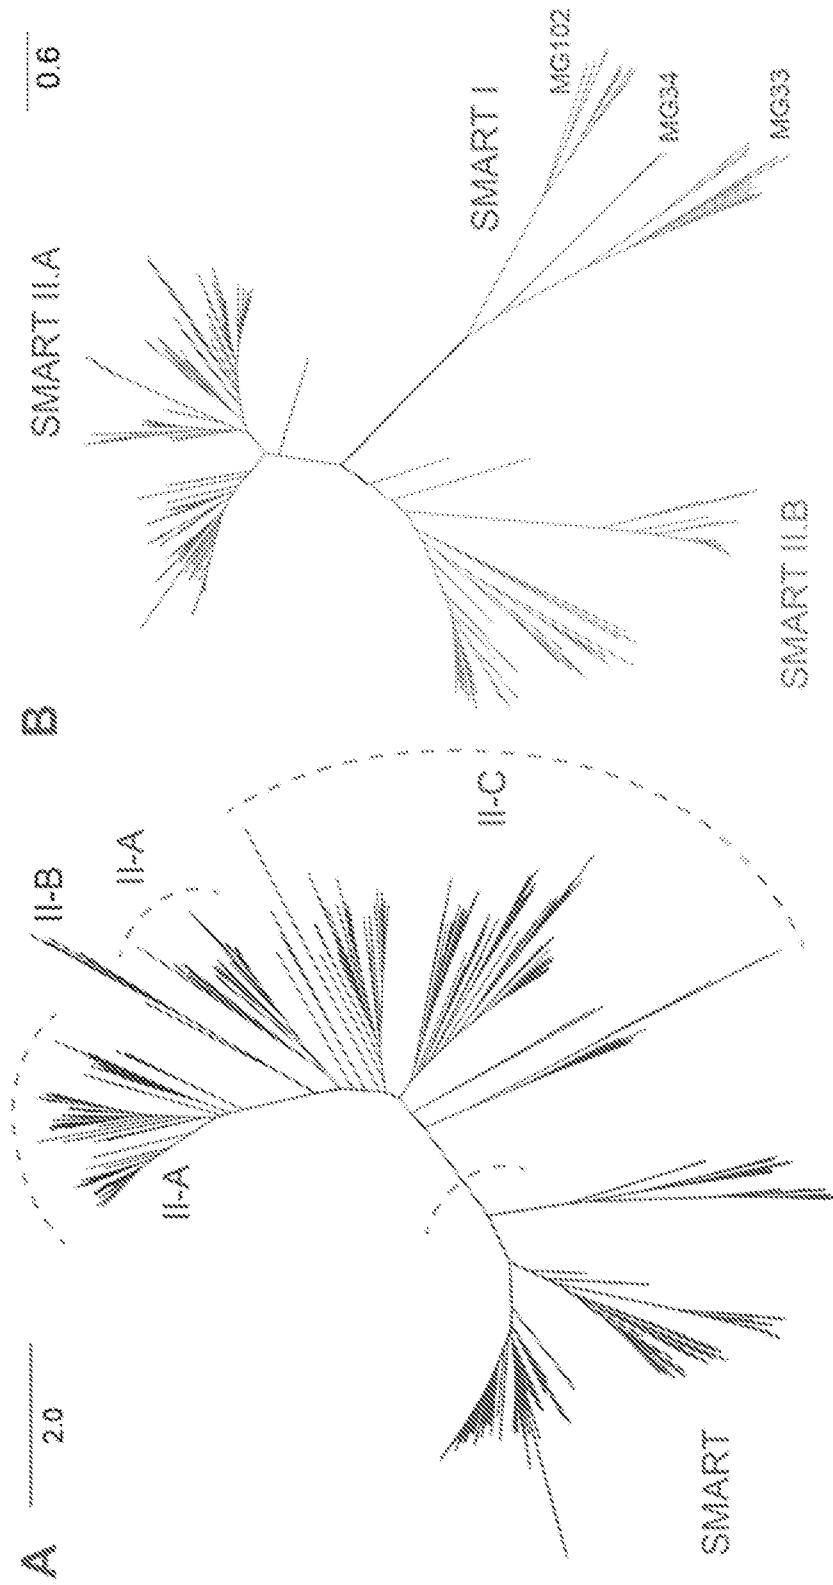 A
2.0
II-A
II-B
II-A
II-C
SMART
B
0.6
SMART II.A
SMART I
MG102
MG34
MG33
SMART II.B